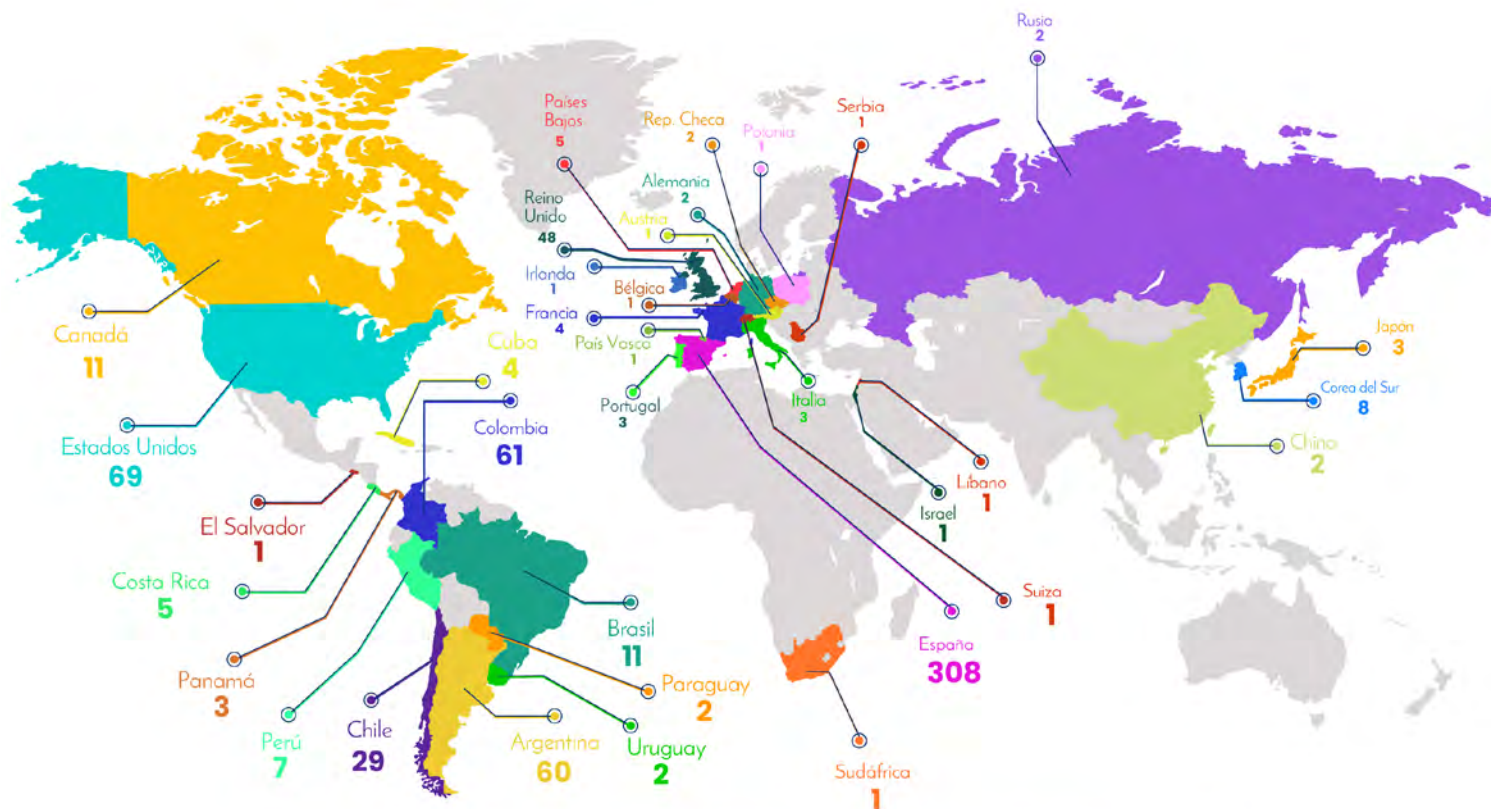 Rusia
2
Países
Bajos
5
Rep. Checa
2
Serbia
1
Polonia
1
Alemania
2
Reino
Unido
48
Austria
1
Irlanda
1
Bélgica
1
Francia
4
País Vasco
1
Portugal
3
Italia
3
Canadá
11
Cuba
4
Japón
3
Corea del Sur
8
Estados Unidos
69
Colombia
61
China
2
Líbano
1
Israel
1
El Salvador
1
Costa Rica
5
Suiza
1
Brasil
11
España
308
Panamá
3
Paraguay
2
Perú
7
Chile
29
Argentina
60
Uruguay
2
Sudáfrica
1